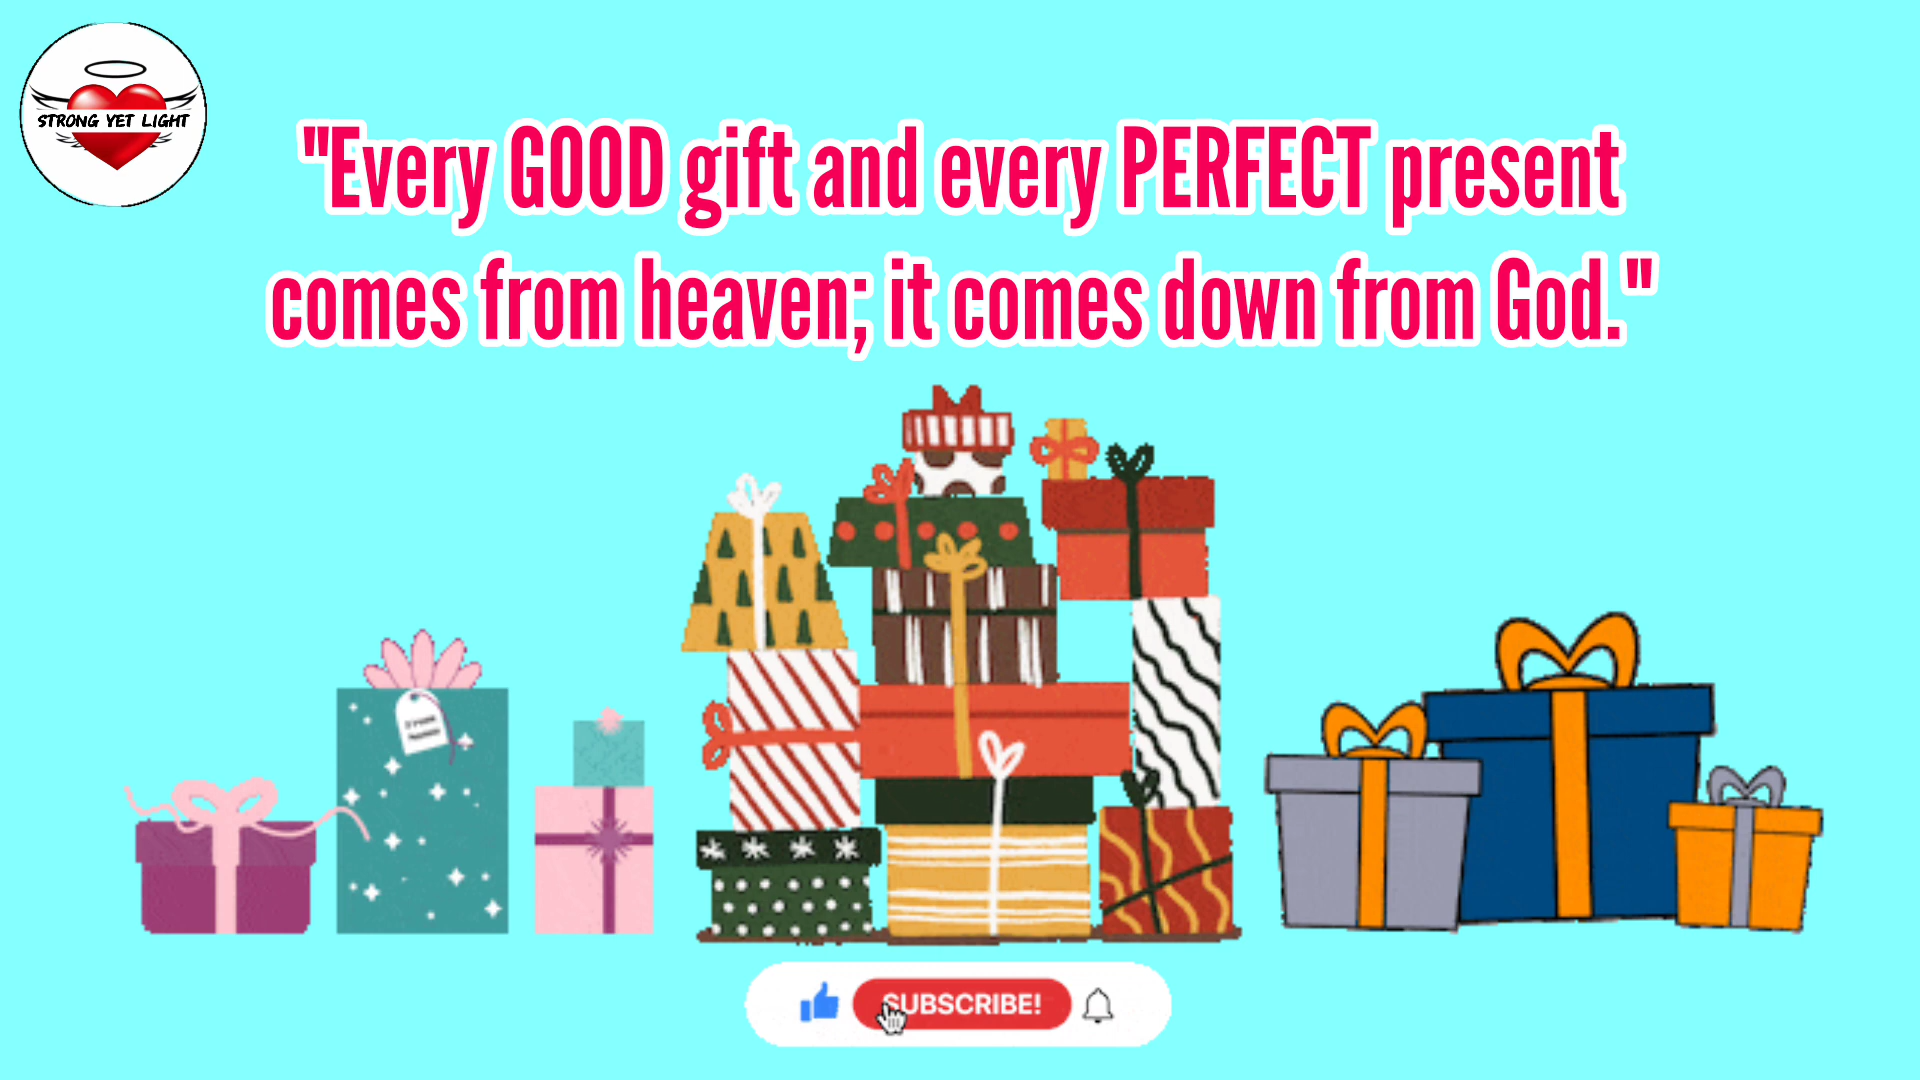 STRONG YET LIGHT
"Every GOOD gift and every PERFECT present
comes from heaven; it comes down from God."
SUBSCRIBE!